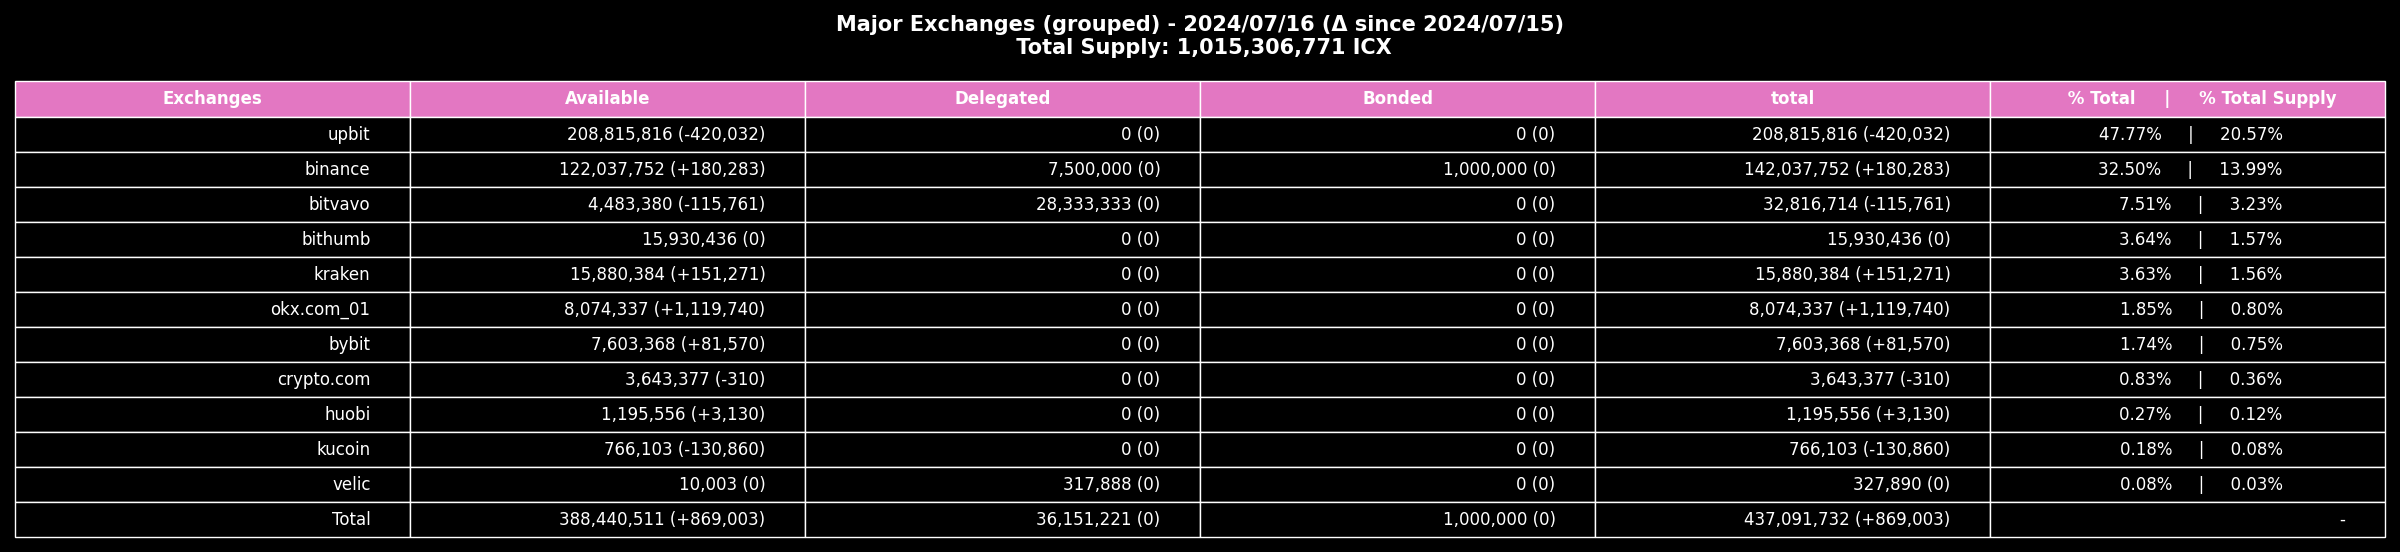 Major Exchanges (grouped) - 2024/07/16 (Δ since 2024/07/15)
Total Supply: 1,015,306,771 ICX
Exchanges Available Delegated Bonded total % Total | % Total Supply
upbit 208,815,816 (-420,032) 0 (0) 0 (0) 208,815,816 (-420,032) 47.77% | 20.57%
binance 122,037,752 (+180,283) 7,500,000 (0) 1,000,000 (0) 142,037,752 (+180,283) 32.50% | 13.99%
bitvavo 4,483,380 (-115,761) 28,333,333 (0) 0 (0) 32,816,714 (-115,761) 7.51% | 3.23%
bithumb 15,930,436 (0) 0 (0) 0 (0) 15,930,436 (0) 3.64% | 1.57%
kraken 15,880,384 (+151,271) 0 (0) 0 (0) 15,880,384 (+151,271) 3.63% | 1.56%
okx.com_01 8,074,337 (+1,119,740) 0 (0) 0 (0) 8,074,337 (+1,119,740) 1.85% | 0.80%
bybit 7,603,368 (+81,570) 0 (0) 0 (0) 7,603,368 (+81,570) 1.74% | 0.75%
crypto.com 3,643,377 (-310) 0 (0) 0 (0) 3,643,377 (-310) 0.83% | 0.36%
huobi 1,195,556 (+3,130) 0 (0) 0 (0) 1,195,556 (+3,130) 0.27% | 0.12%
kucoin 766,103 (-130,860) 0 (0) 0 (0) 766,103 (-130,860) 0.18% | 0.08%
velic 10,003 (0) 317,888 (0) 0 (0) 327,890 (0) 0.08% | 0.03%
Total 388,440,511 (+869,003) 36,151,221 (0) 1,000,000 (0) 437,091,732 (+869,003) -